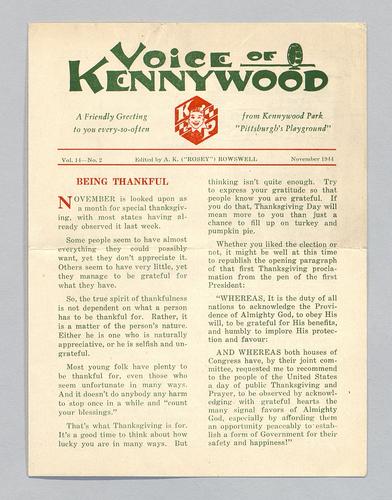 VOICE OF
KENNYWOOD
A Friendly Greeting
to you every-so-often
K
P
from Kennywood Park
"Pittsburgh's Playground"
Vol. 14—No. 2
Edited by A. K. ("ROSEY") ROWSWELL
November 1944
BEING THANKFUL
NOVEMBER is looked upon as
a month for special thanksgiv-
ing, with most states having al-
ready observed it last week.
Some people seem to have almost
everything they could possibly
want, yet they don't appreciate it.
Others seem to have very little, yet
they manage to be grateful for
what they have.
So, the true spirit of thankfulness
is not dependent on what a person
has to be thankful for. Rather, it
is a matter of the person's nature.
Either he is one who is naturally
appreciative, or he is selfish and un-
grateful.
Most young folk have plenty to
be thankful for, even those who
seem unfortunate in many ways.
And it doesn't do anybody any harm
to stop once in a while and "count
your blessings."
That's what Thanksgiving is for.
It's a good time to think about how
lucky you are in many ways. But
thinking isn't quite enough. Try
to express your gratitude so that
people know you are grateful. If
you do that, Thanksgiving Day will
mean more to you than just a
chance to fill up on turkey and
pumpkin pie.
Whether you liked the election or
not, it might be well at this time
to republish the opening paragraph
of that first Thanksgiving procla-
mation from the pen of the first
President:
"WHEREAS, It is the duty of all
nations to acknowledge the Provi-
dence of Almighty God, to obey His
will, to be grateful for His benefits,
and humbly to implore His protec-
tion and favour:
AND WHEREAS both houses of
Congress have, by their joint com-
mittee, requested me to recommend
to the people of the United States
a day of public Thanksgiving and
Prayer, to be observed by acknowl-
edging with grateful hearts the
many signal favors of Almighty
God, especially by affording them
an opportunity peaceably to estab-
lish a form of Government for their
safety and happiness!"